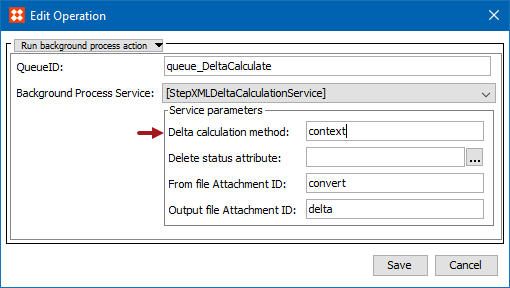 Edit Operation
Run background process action
QueueID: queue_DeltaCalculate
Background Process Service: [StepXMLDeltaCalculationService]
Service parameters
Delta calculation method: context
Delete status attribute: ...
From file Attachment ID: convert
Output file Attachment ID: delta
Save Cancel